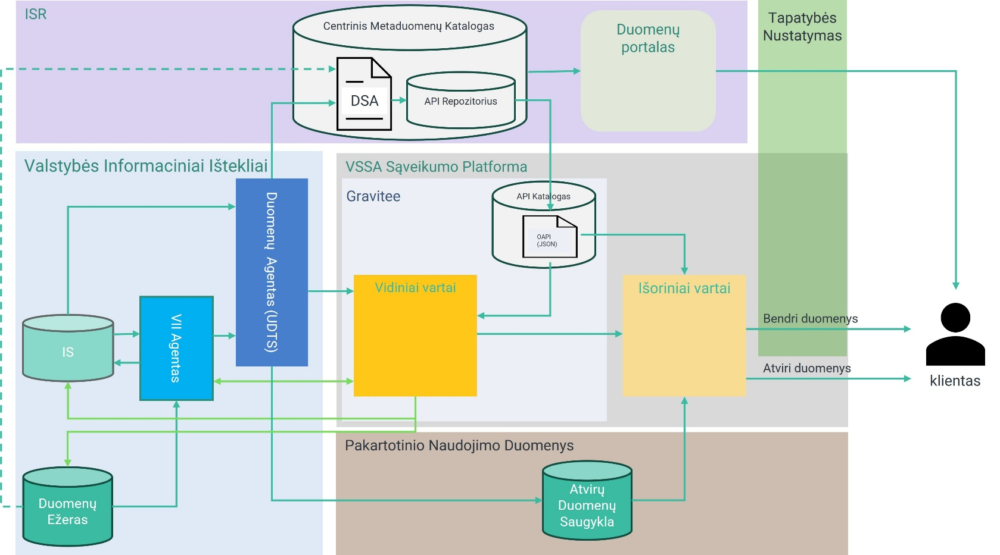 ISR
Centrinis Metaduomenų Katalogas
DSA
API Repozitorius
Duomenų
portalas
Tapatybės
Nustatymas
Valstybės Informaciniai Ištekliai
Duomenų Agentas (UDTS)
VII Agentas
IS
Duomenų
Ežeras
VSSA Sąveikumo Platforma
Gravitee
API Katalogas
OAPI
(JSON)
Vidiniai vartai
Išoriniai vartai
Bendri duomenys
Atviri duomenys
klientas
Pakartotinio Naudojimo Duomenys
Atvirų
Duomenų
Saugykla